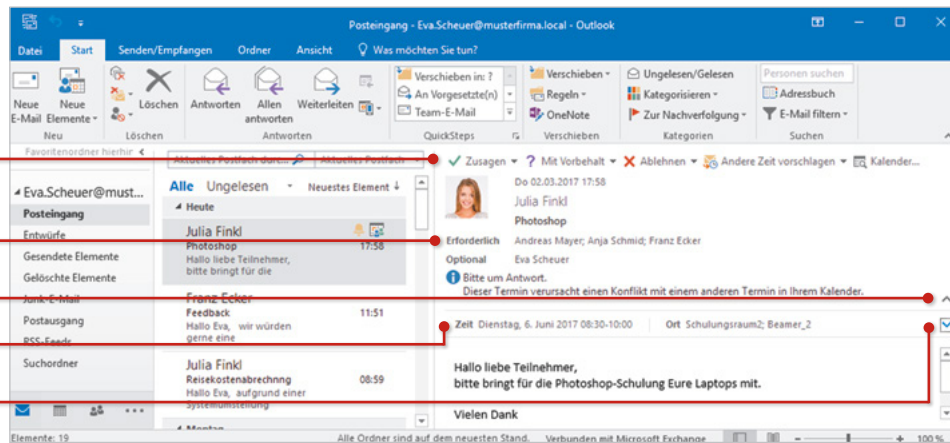 Posteingang - Eva.Scheuer@musterfirma.local - Outlook
Datei Start Senden/Empfangen Ordner Ansicht Was möchten Sie tun?
Neue E-Mail
Neue Elemente
Löschen
Antworten
Allen antworten
Weiterleiten
Verschieben in: ?
An Vorgesetzte(n)
Team-E-Mail
Verschieben
Regeln
OneNote
Ungelesen/Gelesen
Kategorisieren
Zur Nachverfolgung
Personen suchen
Adressbuch
E-Mail filtern
Neu Löschen Antworten QuickSteps Verschieben Kategorien Suchen
Favoritenordner hierhin
Eva.Scheuer@must...
Posteingang
Entwürfe
Gesendete Elemente
Gelöschte Elemente
Junk-E-Mail
Postausgang
RSS-Feeds
Suchordner
Aktuelles Postfach durc... Aktuelles Postfach
Alle Ungelesen Neuestes Element
Heute
Julia Finkl
Photoshop 17:58
Hallo liebe Teilnehmer,
bitte bringt für die
Franz Ecker
Feedback 11:51
Hallo Eva, wir würden
gerne eine
Julia Finkl
Reisekostenabrechnng 08:59
Hallo Eva, aufgrund einer
Systemumstellung
Montag
Zusagen ? Mit Vorbehalt Ablehnen Andere Zeit vorschlagen Kalender...
Do 02.03.2017 17:58
Julia Finkl
Photoshop
Erforderlich Andreas Mayer; Anja Schmid; Franz Ecker
Optional Eva Scheuer
Bitte um Antwort.
Dieser Termin verursacht einen Konflikt mit einem anderen Termin in Ihrem Kalender.
Zeit Dienstag, 6. Juni 2017 08:30-10:00 Ort Schulungsraum2; Beamer_2
Hallo liebe Teilnehmer,
bitte bringt für die Photoshop-Schulung Eure Laptops mit.
Vielen Dank
Elemente: 19 Alle Ordner sind auf dem neuesten Stand. Verbunden mit Microsoft Exchange 100 %